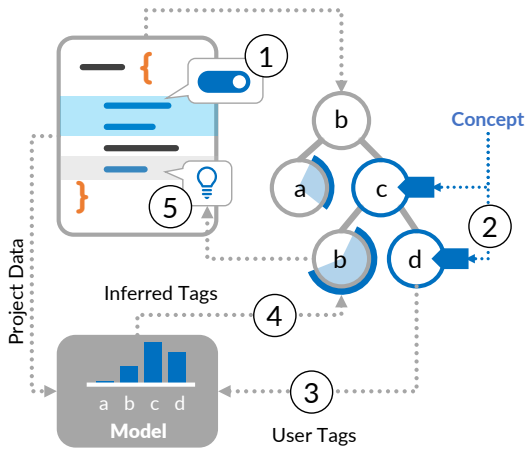 {
1
b
Concept
a
c
5
2
}
b
d
Project Data
Inferred Tags
4
a b c d
3
Model
User Tags